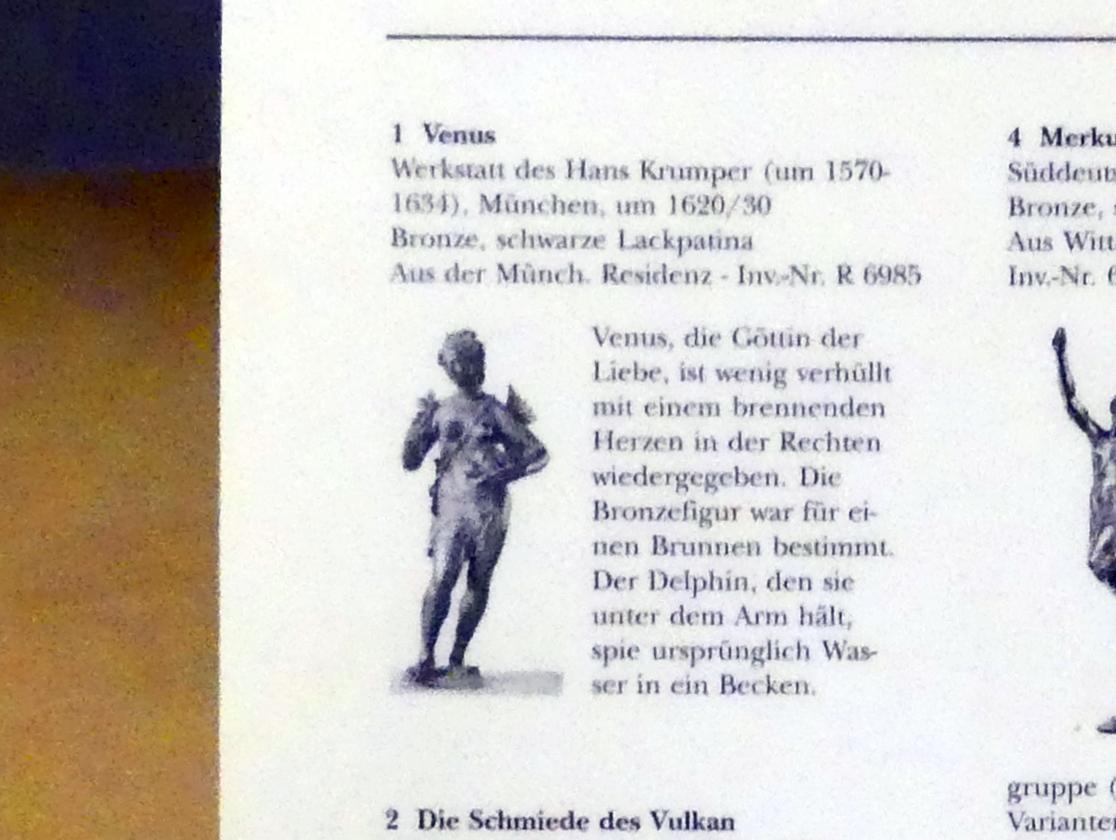 1 Venus
Werkstatt des Hans Krumper (um 1570-
1634), München, um 1620/30
Bronze, schwarze Lackpatina
Aus der Münch. Residenz - Inv.-Nr. R 6985
Venus, die Göttin der
Liebe, ist wenig verhüllt
mit einem brennenden
Herzen in der Rechten
wiedergegeben. Die
Bronzefigur war für ei-
nen Brunnen bestimmt.
Der Delphin, den sie
unter dem Arm hält,
spie ursprünglich Was-
ser in ein Becken.
2 Die Schmiede des Vulkan
4 Merku
Süddeut
Bronze,
Aus Witt
Inv.-Nr. 6
gruppe (
Variante